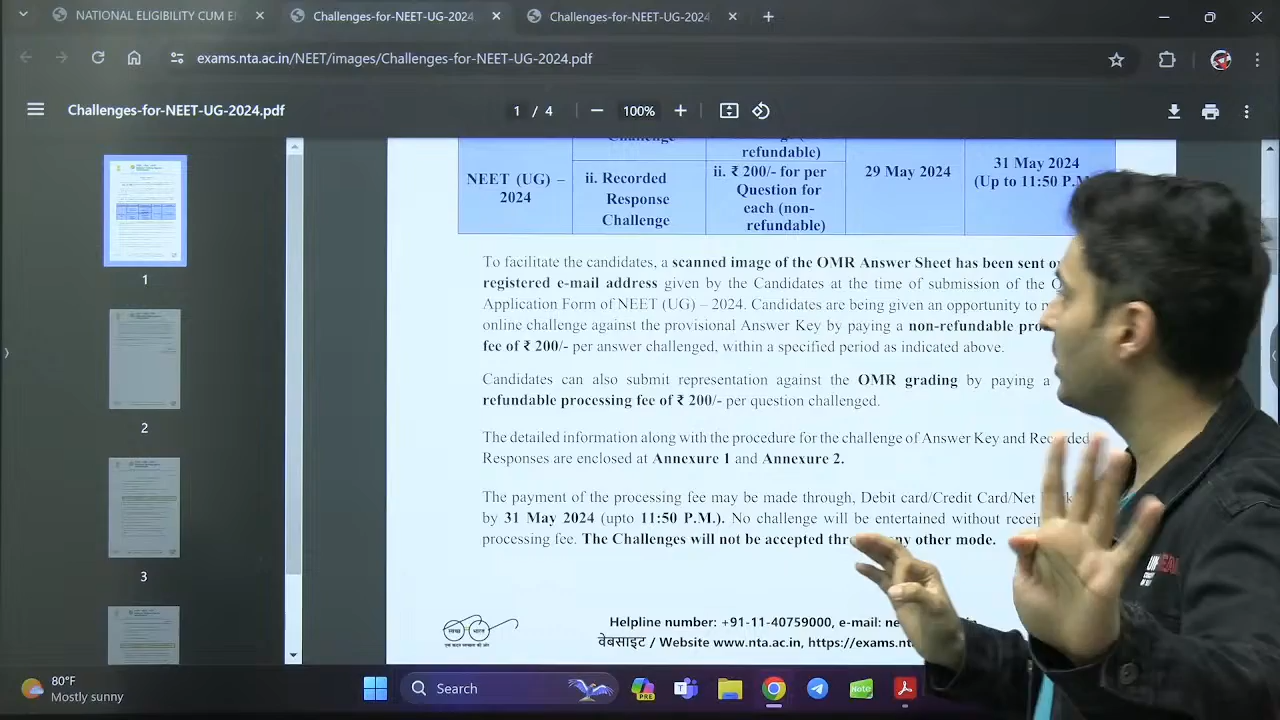 NATIONAL ELIGIBILITY CUM E
Challenges-for-NEET-UG-2024
Challenges-for-NEET-UG-2024
exams.nta.ac.in/NEET/images/Challenges-for-NEET-UG-2024.pdf
Challenges-for-NEET-UG-2024.pdf
1 / 4
100%
1
2
3
Challenge
refundable)
NEET (UG) –
2024
ii. Recorded
Response
Challenge
ii. ₹ 200/- for per
Question for
each (non-
refundable)
29 May 2024
31 May 2024
(Up to 11:50 P.M
To facilitate the candidates, a scanned image of the OMR Answer Sheet has been sent
registered e-mail address given by the Candidates at the time of submission of the
Application Form of NEET (UG) – 2024. Candidates are being given an opportunity to
online challenge against the provisional Answer Key by paying a non-refundable
fee of ₹ 200/- per answer challenged, within a specified period as indicated above.
Candidates can also submit representation against the OMR grading by paying a
refundable processing fee of ₹ 200/- per question challenged.
The detailed information along with the procedure for the challenge of Answer Key and Recorded
Responses are enclosed at Annexure 1 and Annexure 2.
The payment of the processing fee may be made through, Debit card/Credit Card/Net
by 31 May 2024 (upto 11:50 P.M.). No challenge will be entertained without
processing fee. The Challenges will not be accepted through any other mode.
स्वच्छ भारत
एक कदम स्वच्छता की ओर
Helpline number: +91-11-40759000, e-mail:
वेबसाइट / Website www.nta.ac.in, https://exams.nt
80°F
Mostly sunny
Search
PRE
Note